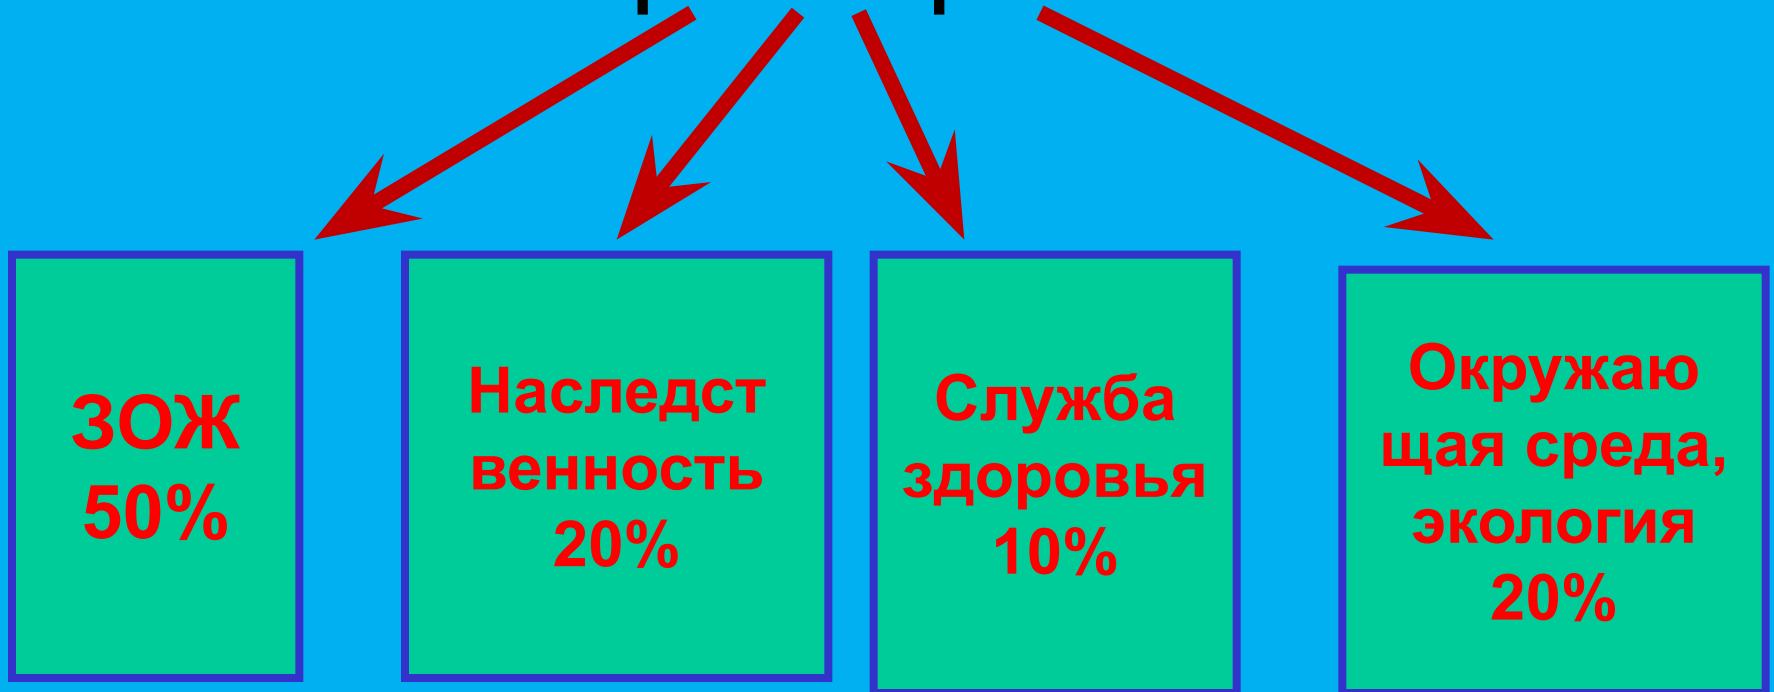 ЗОЖ
50%
Наследст
венность
20%
Служба
здоровья
10%
Окружаю
щая среда,
экология
20%